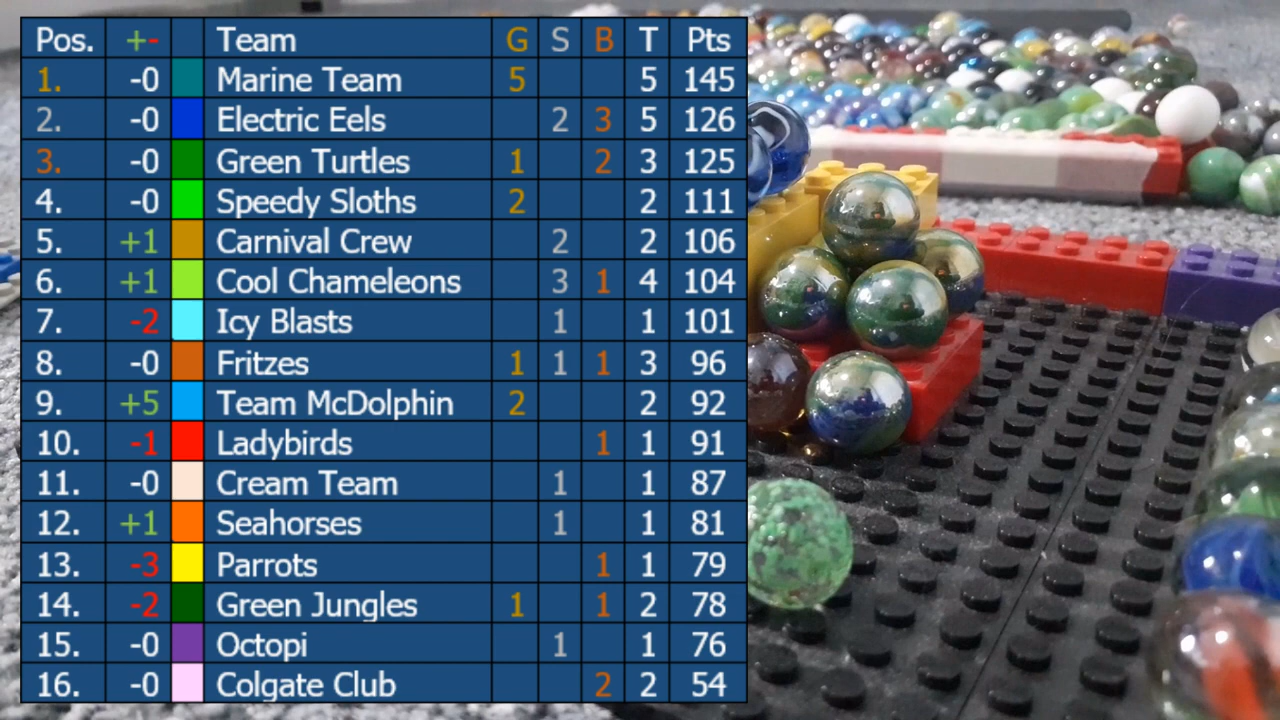 Pos. +- Team G S B T Pts
1. -0 Marine Team 5 5 145
2. -0 Electric Eels 2 3 5 126
3. -0 Green Turtles 1 2 3 125
4. -0 Speedy Sloths 2 2 111
5. +1 Carnival Crew 2 2 106
6. +1 Cool Chameleons 3 1 4 104
7. -2 Icy Blasts 1 1 101
8. -0 Fritzes 1 1 1 3 96
9. +5 Team McDolphin 2 2 92
10. -1 Ladybirds 1 1 91
11. -0 Cream Team 1 1 87
12. +1 Seahorses 1 1 81
13. -3 Parrots 1 1 79
14. -2 Green Jungles 1 1 2 78
15. -0 Octopi 1 1 76
16. -0 Colgate Club 2 2 54